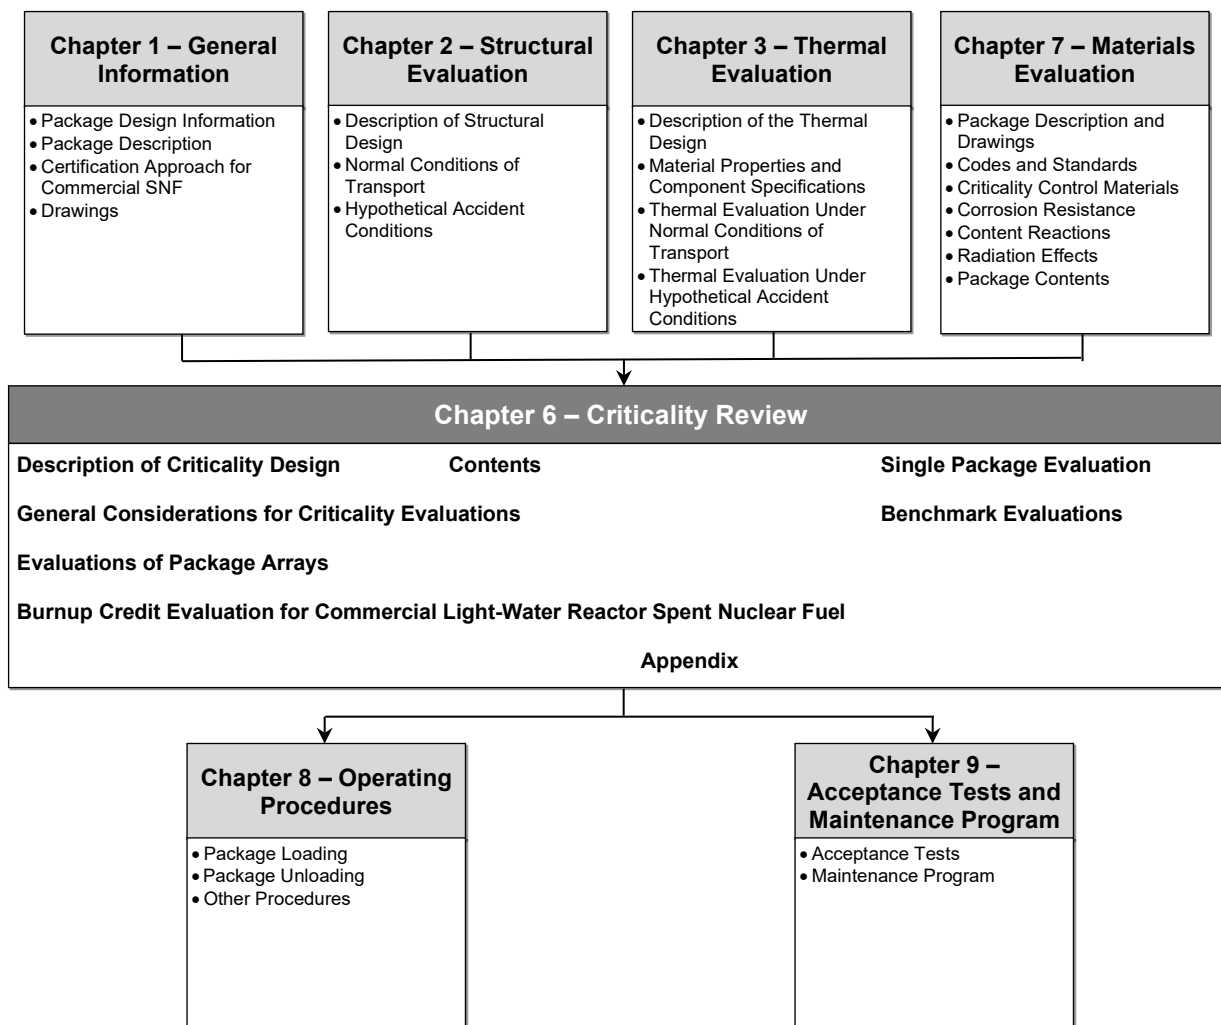 Chapter 1 – General
Information
• Package Design Information
• Package Description
• Certification Approach for
Commercial SNF
• Drawings
Chapter 2 – Structural
Evaluation
• Description of Structural
Design
• Normal Conditions of
Transport
• Hypothetical Accident
Conditions
Chapter 3 – Thermal
Evaluation
• Description of the Thermal
Design
• Material Properties and
Component Specifications
• Thermal Evaluation Under
Normal Conditions of
Transport
• Thermal Evaluation Under
Hypothetical Accident
Conditions
Chapter 7 – Materials
Evaluation
• Package Description and
Drawings
• Codes and Standards
• Criticality Control Materials
• Corrosion Resistance
• Content Reactions
• Radiation Effects
• Package Contents
Chapter 6 – Criticality Review
Description of Criticality Design Contents Single Package Evaluation
General Considerations for Criticality Evaluations Benchmark Evaluations
Evaluations of Package Arrays
Burnup Credit Evaluation for Commercial Light-Water Reactor Spent Nuclear Fuel
Appendix
Chapter 8 – Operating
Procedures
• Package Loading
• Package Unloading
• Other Procedures
Chapter 9 –
Acceptance Tests and
Maintenance Program
• Acceptance Tests
• Maintenance Program